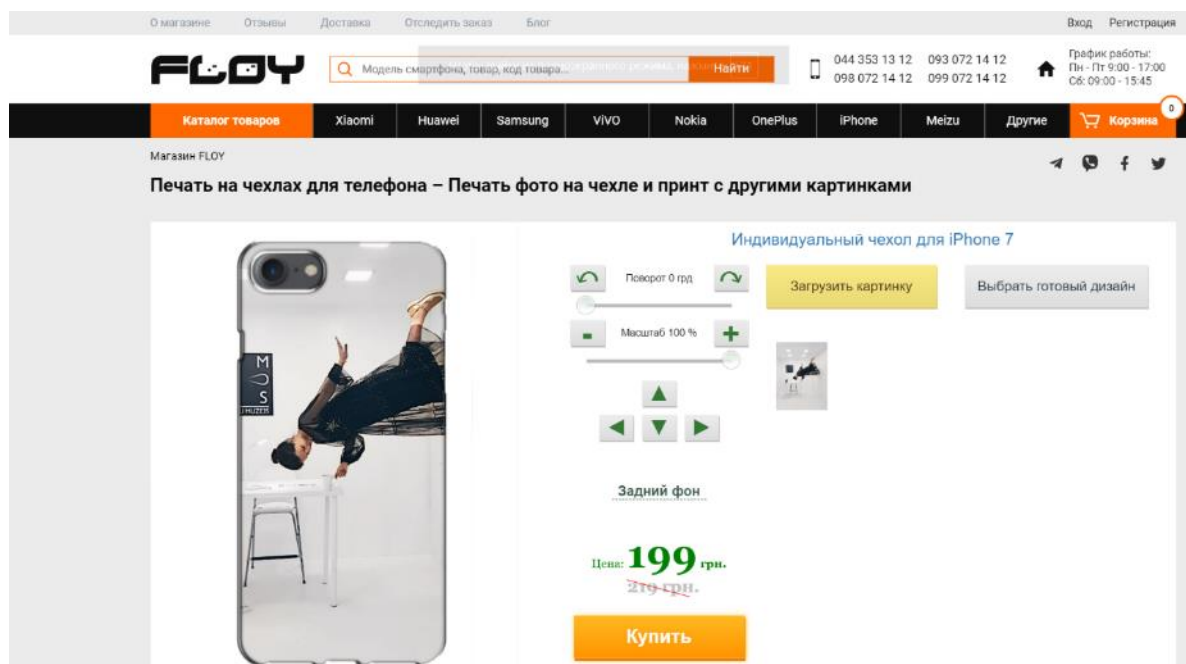 О магазине Отзывы Доставка Отследить заказ Блог Вход Регистрация
FLOY
Модель смартфона, товар, код товара... Найти
044 353 13 12 093 072 14 12
098 072 14 12 099 072 14 12
График работы:
Пн - Пт 9:00 - 17:00
Сб: 09:00 - 15:45
0
Каталог товаров Xiaomi Huawei Samsung ViVO Nokia OnePlus iPhone Meizu Другие Корзина
Магазин FLOY
Печать на чехлах для телефона – Печать фото на чехле и принт с другими картинками
Индивидуальный чехол для iPhone 7
Поворот 0 грд
Загрузить картинку
Выбрать готовый дизайн
Масштаб 100 %
M
S
Задний фон
Цена: 199 грн.
219 грн.
Купить